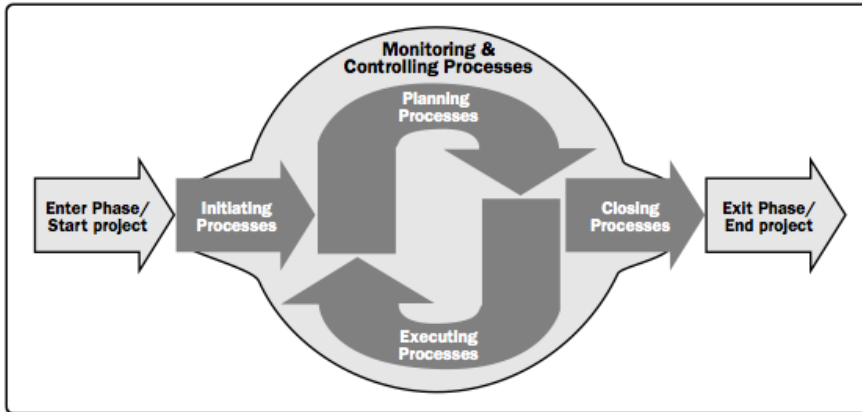 Monitoring &
Controlling Processes
Planning
Processes
Enter Phase/
Start project
Initiating
Processes
Closing
Processes
Exit Phase/
End project
Executing
Processes